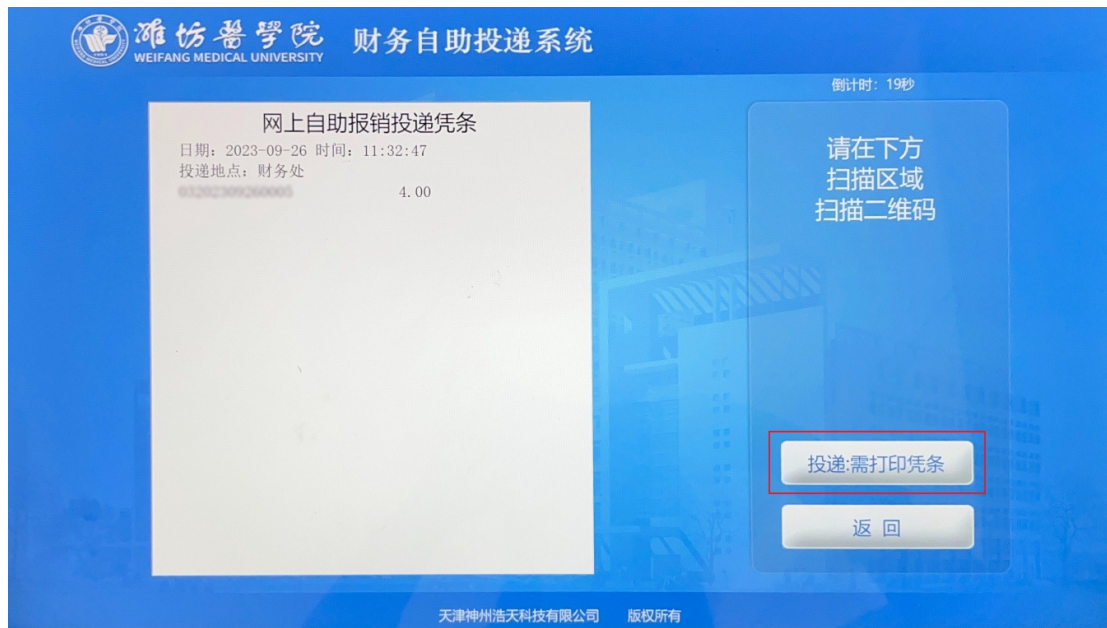 濰坊醫學院 财务自助投递系统
WEIFANG MEDICAL UNIVERSITY
倒计时：19秒
网上自助报销投递凭条
日期：2023-09-26 时间：11:32:47
投递地点：财务处
4.00
请在下方
扫描区域
扫描二维码
投递:需打印凭条
返 回
天津神州浩天科技有限公司 版权所有